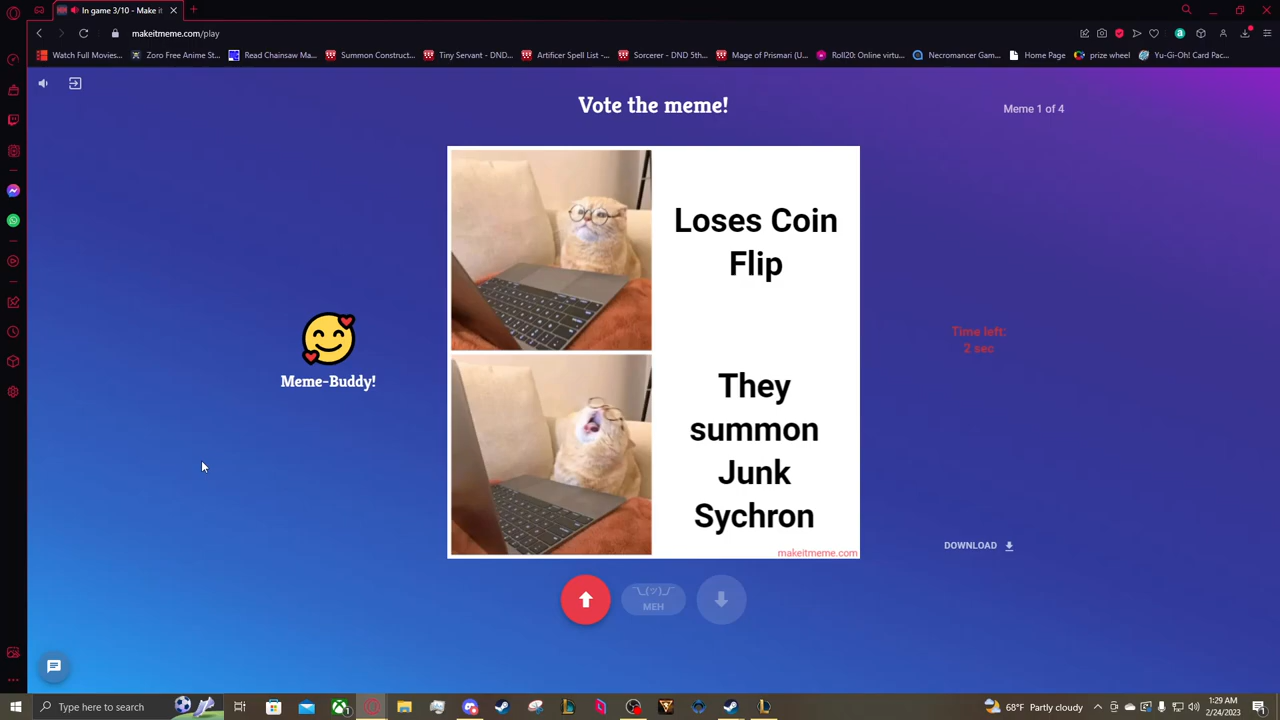 In game 3/10 - Make it
makeitmeme.com/play
Watch Full Movies...
Zoro Free Anime St...
Read Chainsaw Ma...
Summon Construct...
Tiny Servant - DND...
Artificer Spell List -...
Sorcerer - DND 5th...
Mage of Prismari (U...
Roll20: Online virtu...
Necromancer Gam...
Home Page
prize wheel
Yu-Gi-Oh! Card Pac...
Vote the meme!
Meme 1 of 4
Loses Coin
Flip
Meme-Buddy!
Time left:
2 sec
They
summon
Junk
Sychron
makeitmeme.com
DOWNLOAD
¯\_(ツ)_/¯
MEH
Type here to search
68°F Partly cloudy
1:29 AM
2/24/2023